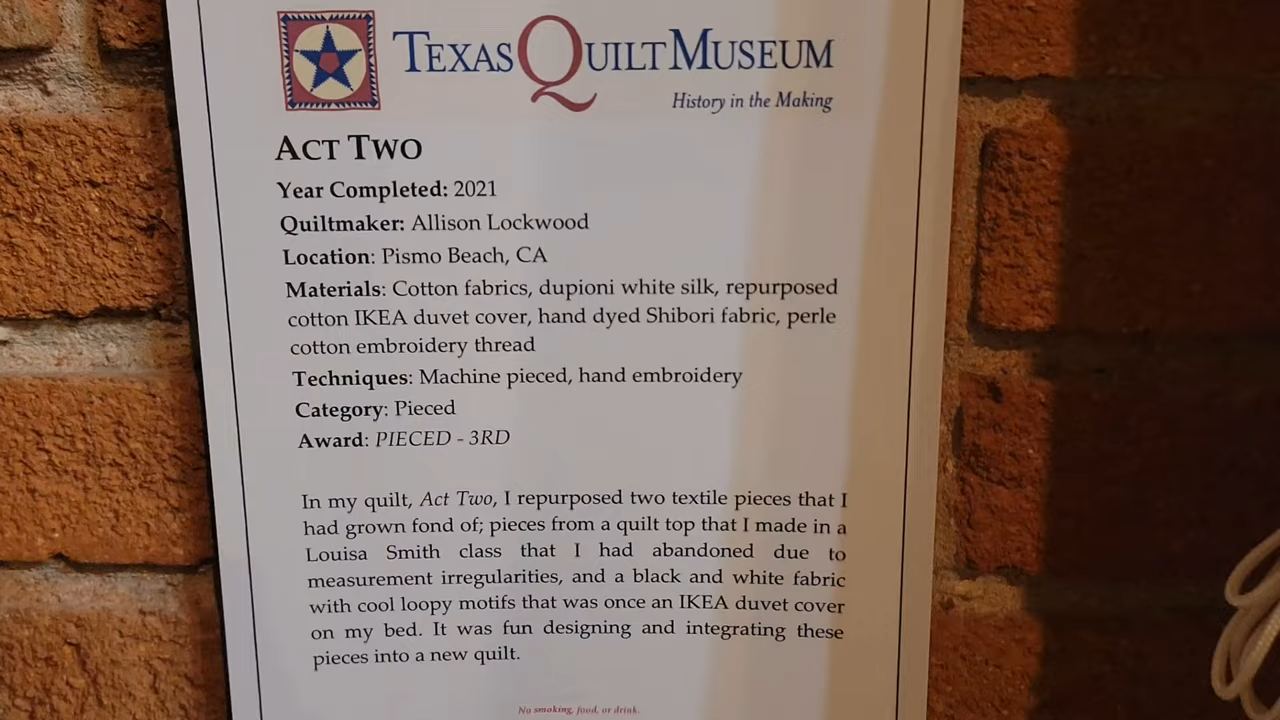 TEXAS QUILT MUSEUM
History in the Making
ACT TWO
Year Completed: 2021
Quiltmaker: Allison Lockwood
Location: Pismo Beach, CA
Materials: Cotton fabrics, dupioni white silk, repurposed
cotton IKEA duvet cover, hand dyed Shibori fabric, perle
cotton embroidery thread
Techniques: Machine pieced, hand embroidery
Category: Pieced
Award: PIECED - 3RD
In my quilt, Act Two, I repurposed two textile pieces that I
had grown fond of; pieces from a quilt top that I made in a
Louisa Smith class that I had abandoned due to
measurement irregularities, and a black and white fabric
with cool loopy motifs that was once an IKEA duvet cover
on my bed. It was fun designing and integrating these
pieces into a new quilt.
No smoking, food, or drink.